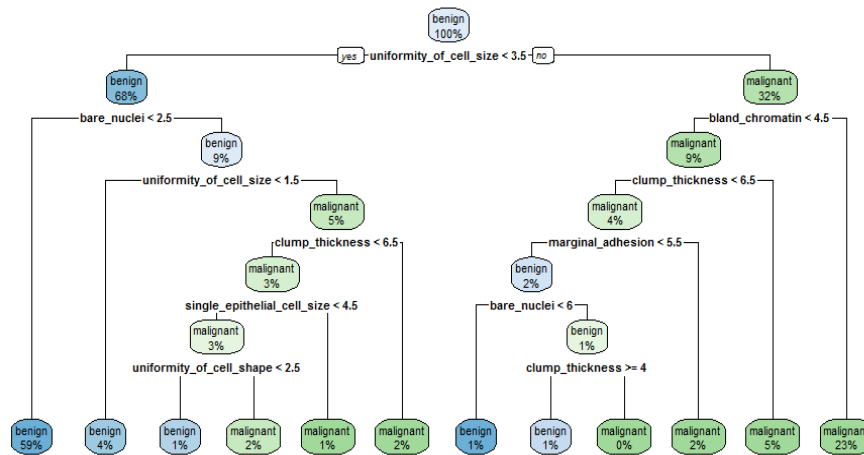 benign
100%
yes uniformity_of_cell_size < 3.5 no
benign
68%
malignant
32%
bare_nuclei < 2.5
bland_chromatin < 4.5
benign
9%
malignant
9%
uniformity_of_cell_size < 1.5
clump_thickness < 6.5
malignant
5%
malignant
4%
clump_thickness < 6.5
marginal_adhesion < 5.5
malignant
3%
benign
2%
single_epithelial_cell_size < 4.5
bare_nuclei < 6
malignant
3%
benign
1%
uniformity_of_cell_shape < 2.5
clump_thickness >= 4
benign
59%
benign
4%
benign
1%
malignant
2%
malignant
1%
malignant
2%
benign
1%
benign
1%
malignant
0%
malignant
2%
malignant
5%
malignant
23%